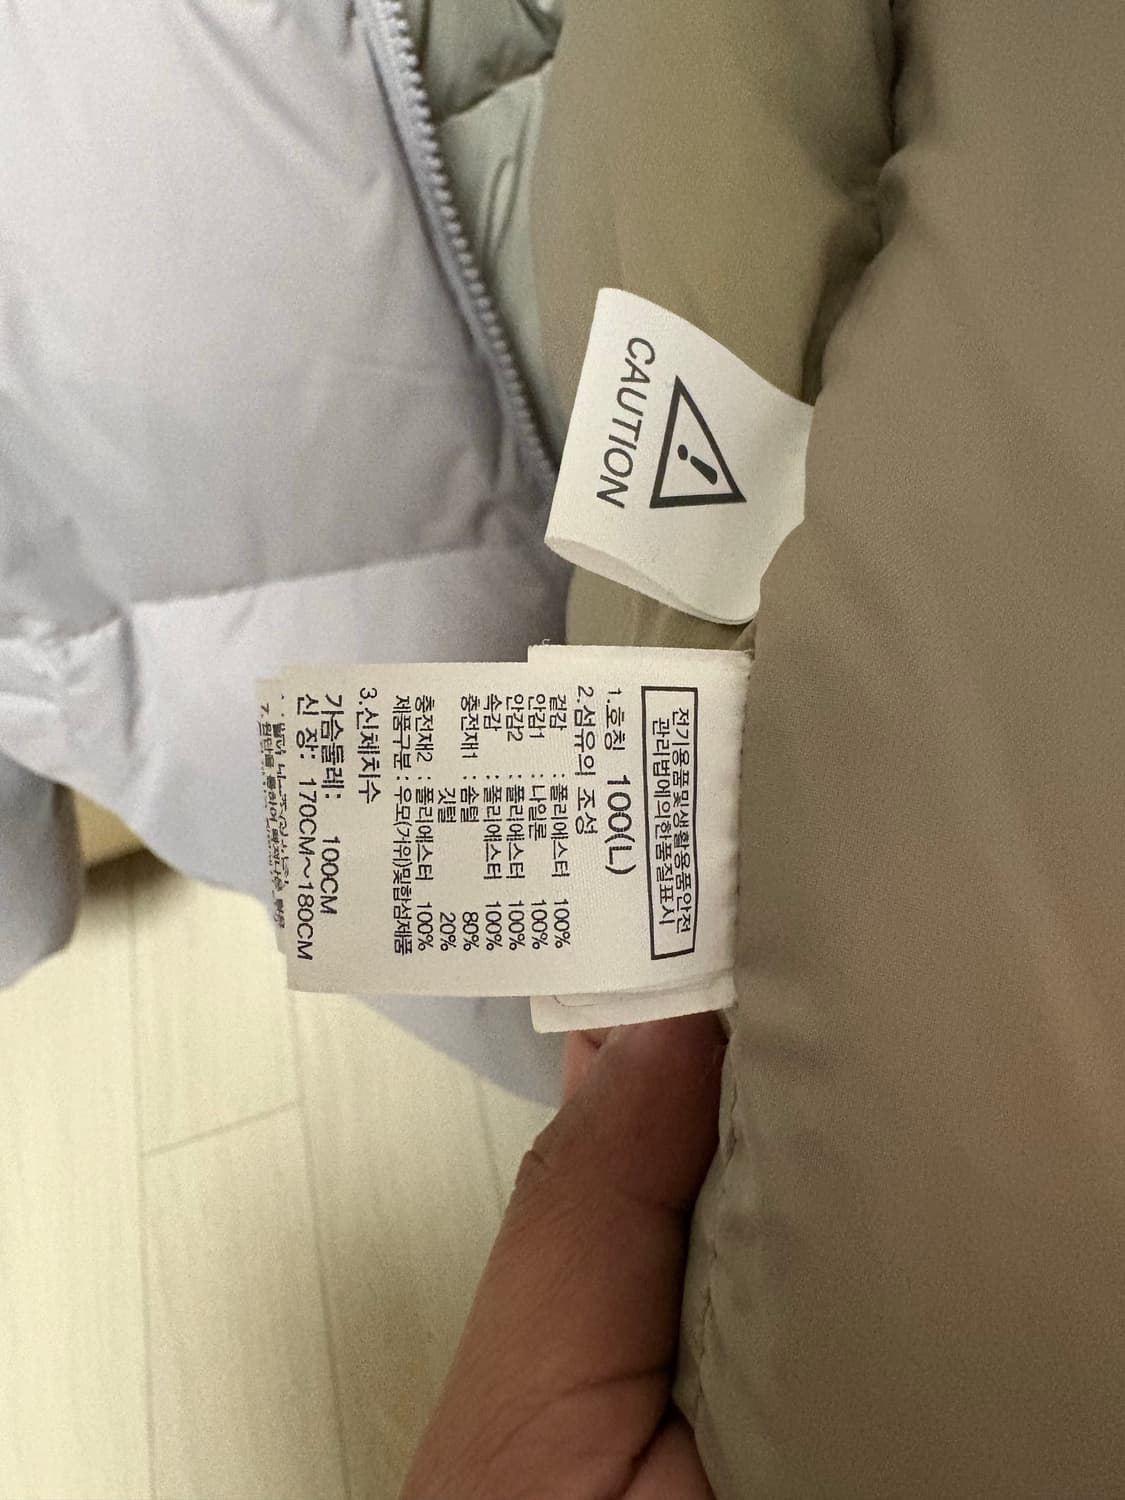 CAUTION
전기용품및생활용품안전
관리법에의한품질표시
1.호칭 100(L)
2.섬유의 조성
겉감 : 폴리에스터 100%
안감1 : 나일론 100%
안감2 : 폴리에스터 100%
속감 : 폴리에스터 100%
충전재1 : 솜털 80%
깃털 20%
충전재2 : 폴리에스터 100%
제품구분 : 우모(거위)및합섬제품
3.신체치수
가슴둘레: 100CM
신 장: 170CM~180CM
7.